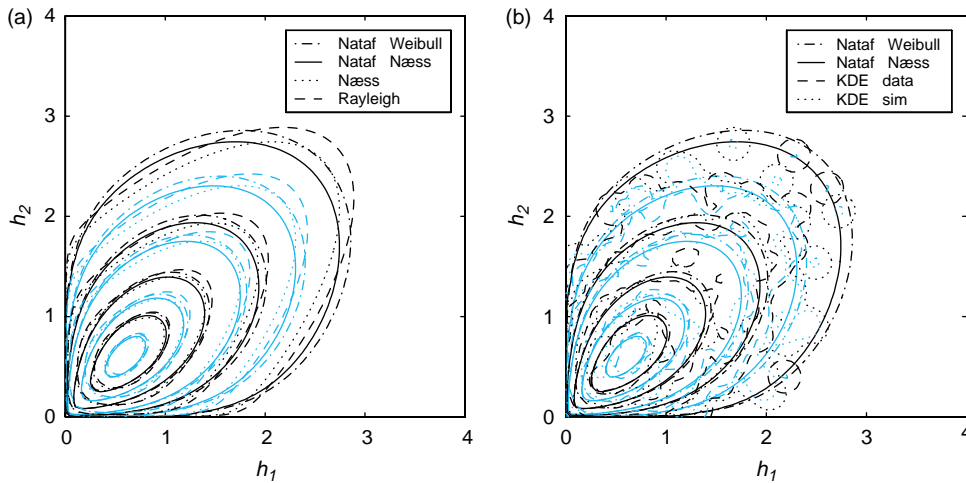 (a)
4
3
2
1
0
h2
0
1
2
3
4
h1
Nataf Weibull
Nataf Næss
Næss
Rayleigh
(b)
4
3
2
1
0
h2
0
1
2
3
4
h1
Nataf Weibull
Nataf Næss
KDE data
KDE sim